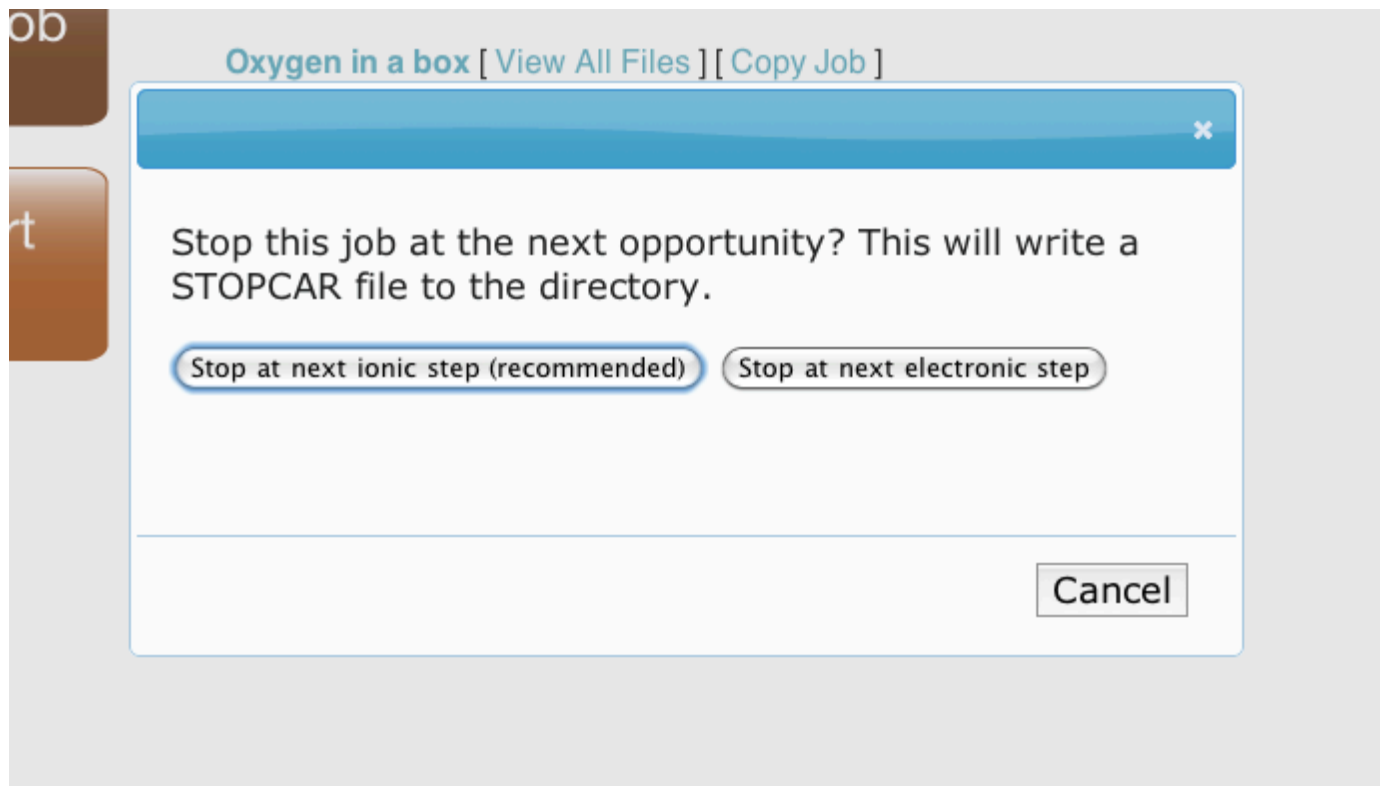 ob
Oxygen in a box [ View All Files ] [ Copy Job ]
rt
Stop this job at the next opportunity? This will write a
STOPCAR file to the directory.
Stop at next ionic step (recommended) Stop at next electronic step
Cancel